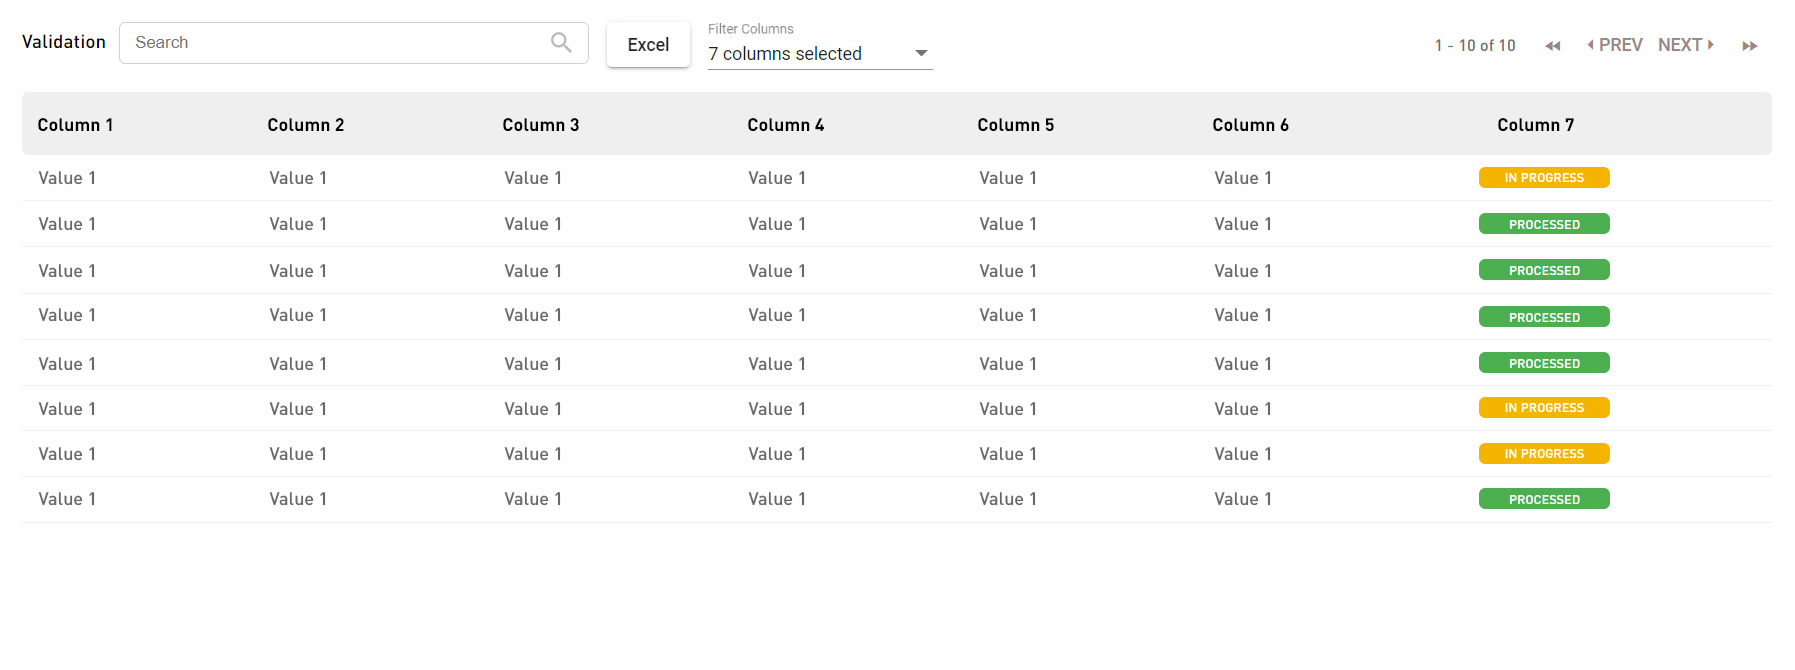 Validation Search Excel Filter Columns 1 - 10 of 10 PREV NEXT
7 columns selected
Column 1 Column 2 Column 3 Column 4 Column 5 Column 6 Column 7
Value 1 Value 1 Value 1 Value 1 Value 1 Value 1 IN PROGRESS
Value 1 Value 1 Value 1 Value 1 Value 1 Value 1 PROCESSED
Value 1 Value 1 Value 1 Value 1 Value 1 Value 1 PROCESSED
Value 1 Value 1 Value 1 Value 1 Value 1 Value 1 PROCESSED
Value 1 Value 1 Value 1 Value 1 Value 1 Value 1 PROCESSED
Value 1 Value 1 Value 1 Value 1 Value 1 Value 1 IN PROGRESS
Value 1 Value 1 Value 1 Value 1 Value 1 Value 1 IN PROGRESS
Value 1 Value 1 Value 1 Value 1 Value 1 Value 1 PROCESSED